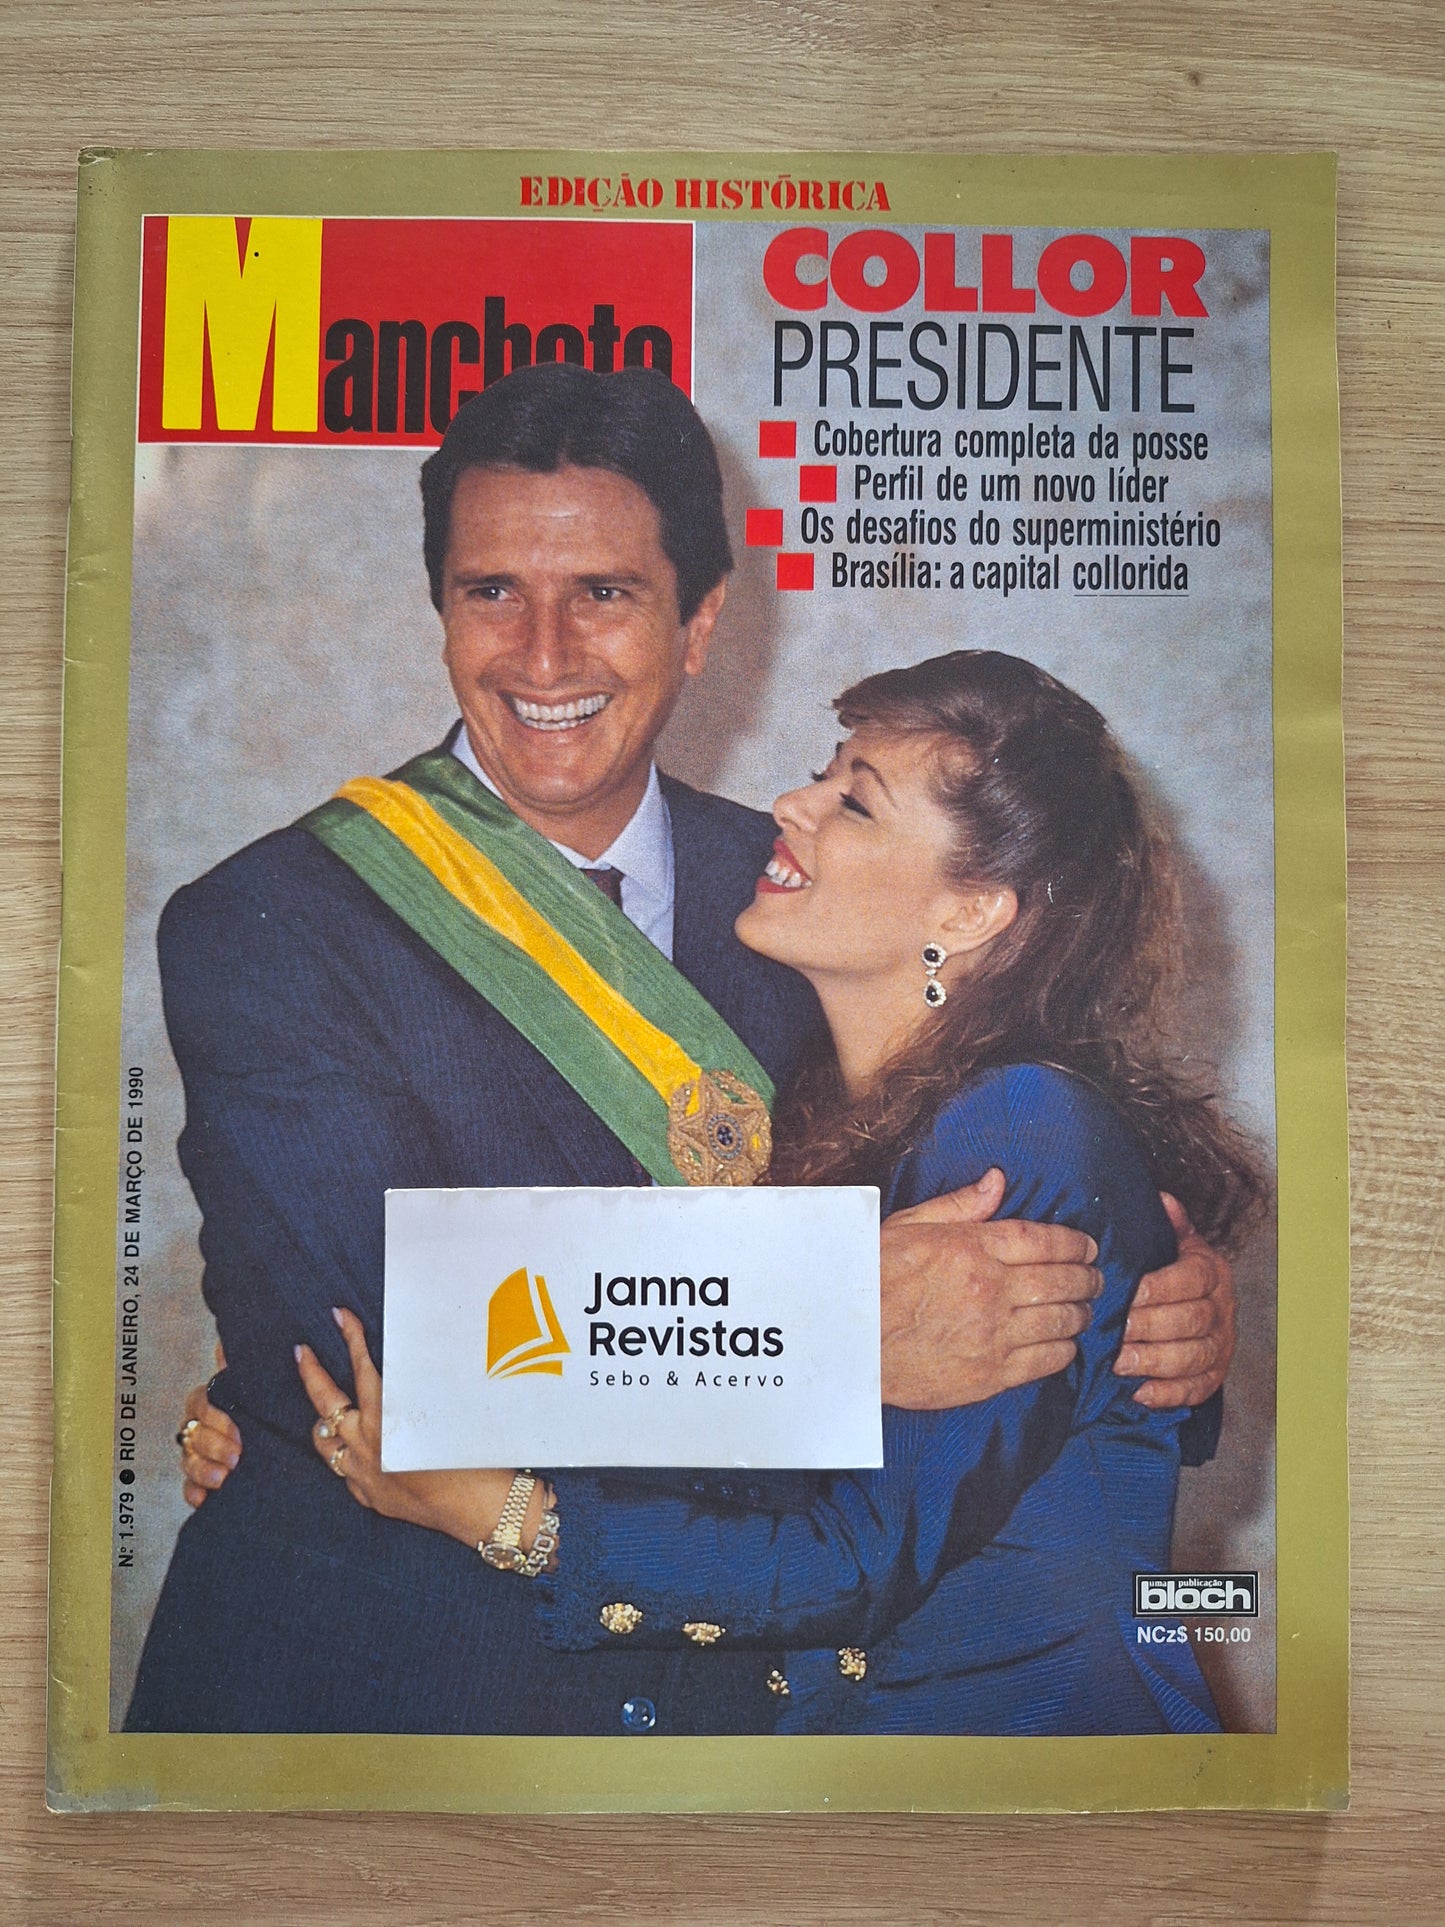 EDIÇÃO HISTÓRICA
Manchete
COLLOR
PRESIDENTE
Cobertura completa da posse
Perfil de um novo líder
Os desafios do superministério
Brasília: a capital collorida
Nº 1.979 ● RIO DE JANEIRO, 24 DE MARÇO DE 1990
Janna
Revistas
Sebo & Acervo
uma publicação
bloch
NCz$ 150,00